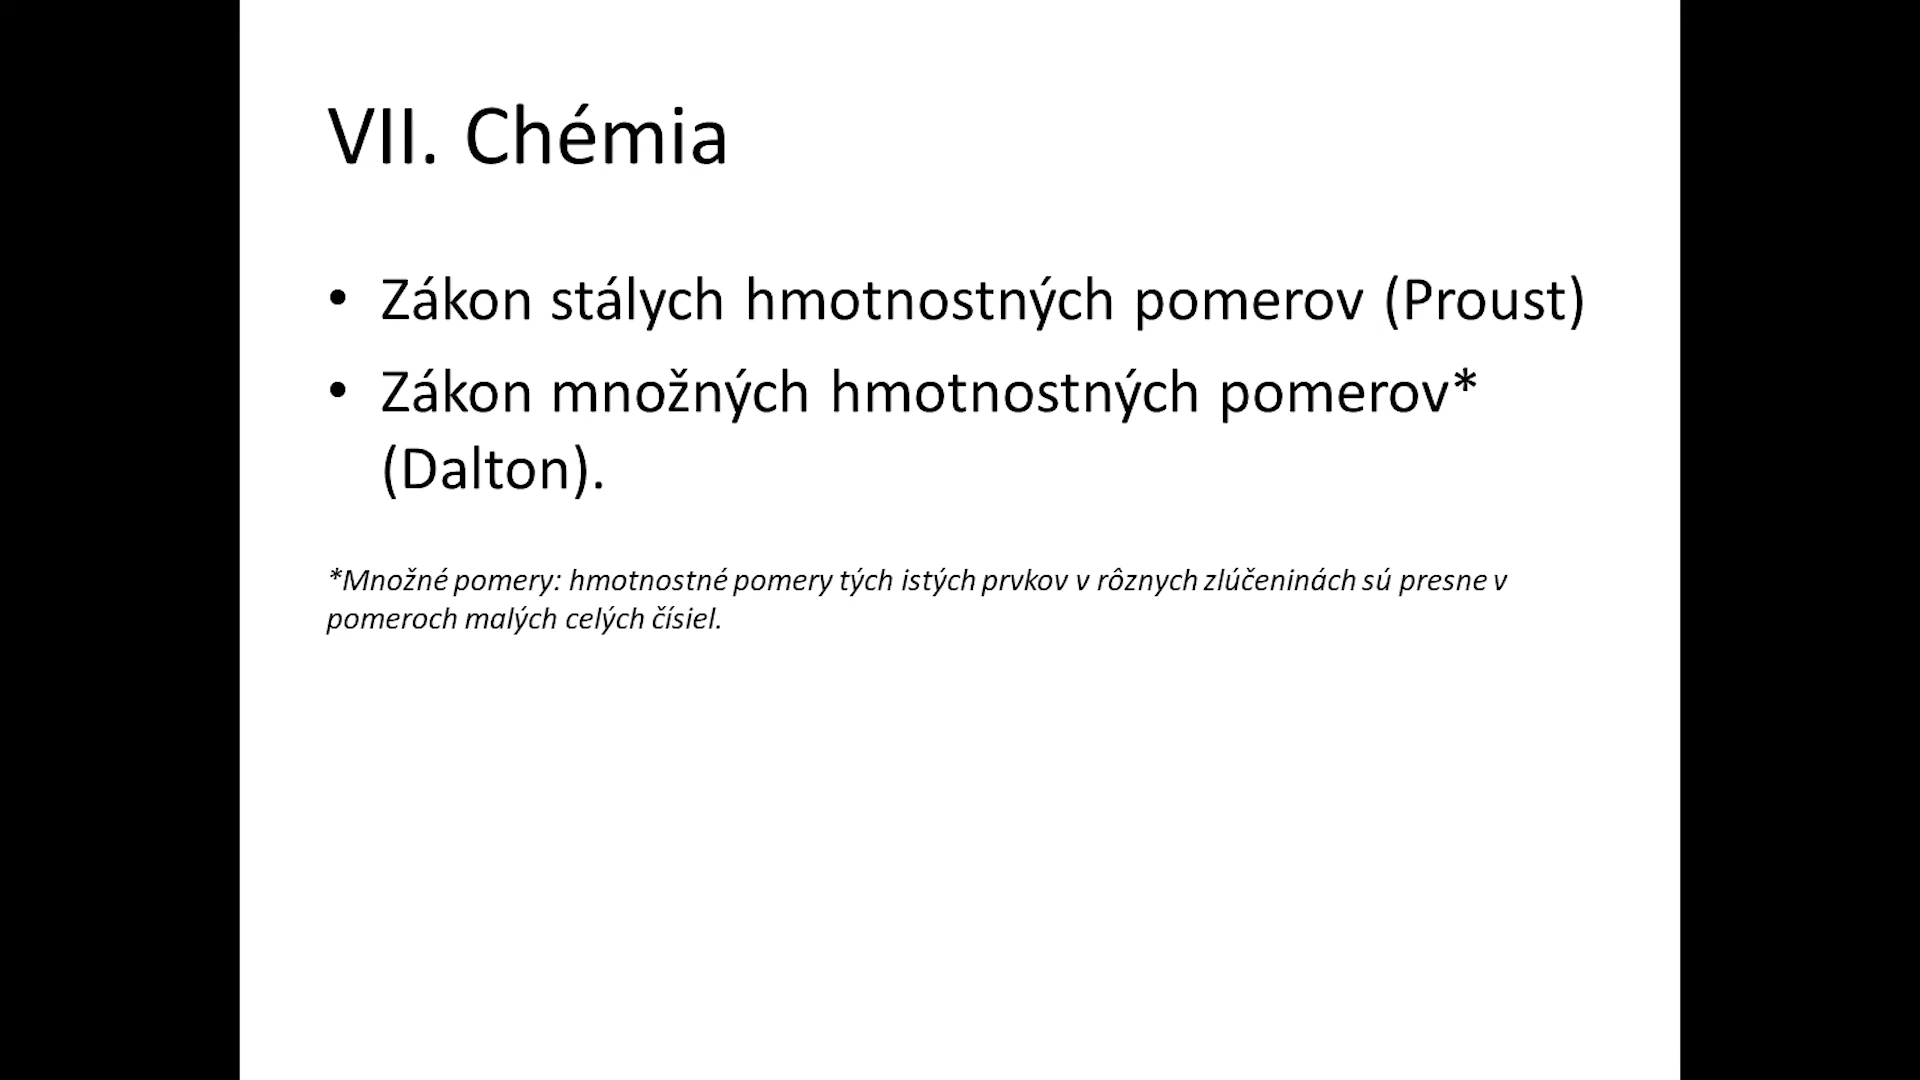 VII. Chémia
• Zákon stálych hmotnostných pomerov (Proust)
• Zákon množných hmotnostných pomerov*
(Dalton).
*Množné pomery: hmotnostné pomery tých istých prvkov v rôznych zlúčeninách sú presne v
pomeroch malých celých čísiel.